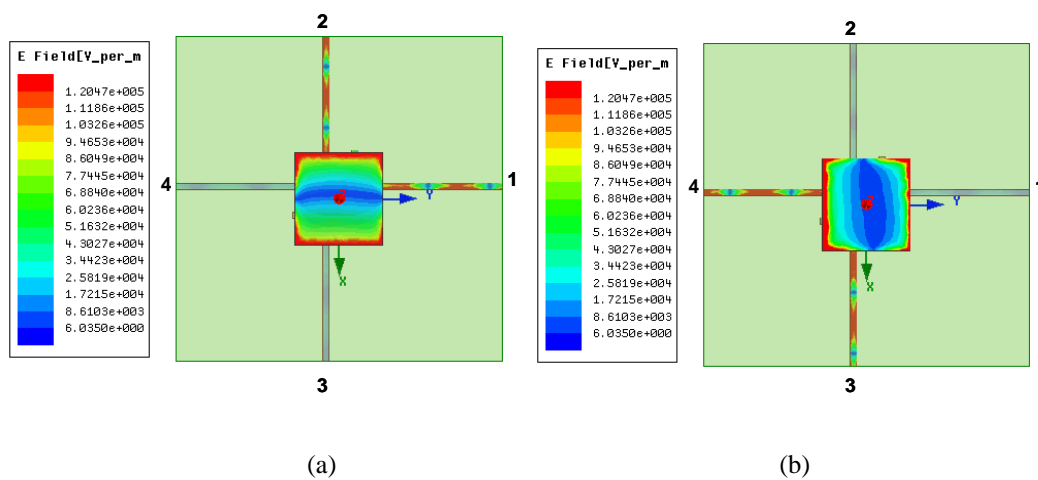 2
E Field[V_per_m
1.2047e+005
1.1186e+005
1.0326e+005
9.4653e+004
8.6049e+004
7.7445e+004
6.8840e+004
6.0236e+004
5.1632e+004
4.3027e+004
3.4423e+004
2.5819e+004
1.7215e+004
8.6103e+003
6.0350e+000
4
1
Y
X
3
(a)
2
E Field[V_per_m
1.2047e+005
1.1186e+005
1.0326e+005
9.4653e+004
8.6049e+004
7.7445e+004
6.8840e+004
6.0236e+004
5.1632e+004
4.3027e+004
3.4423e+004
2.5819e+004
1.7215e+004
8.6103e+003
6.0350e+000
4
Y
X
3
(b)